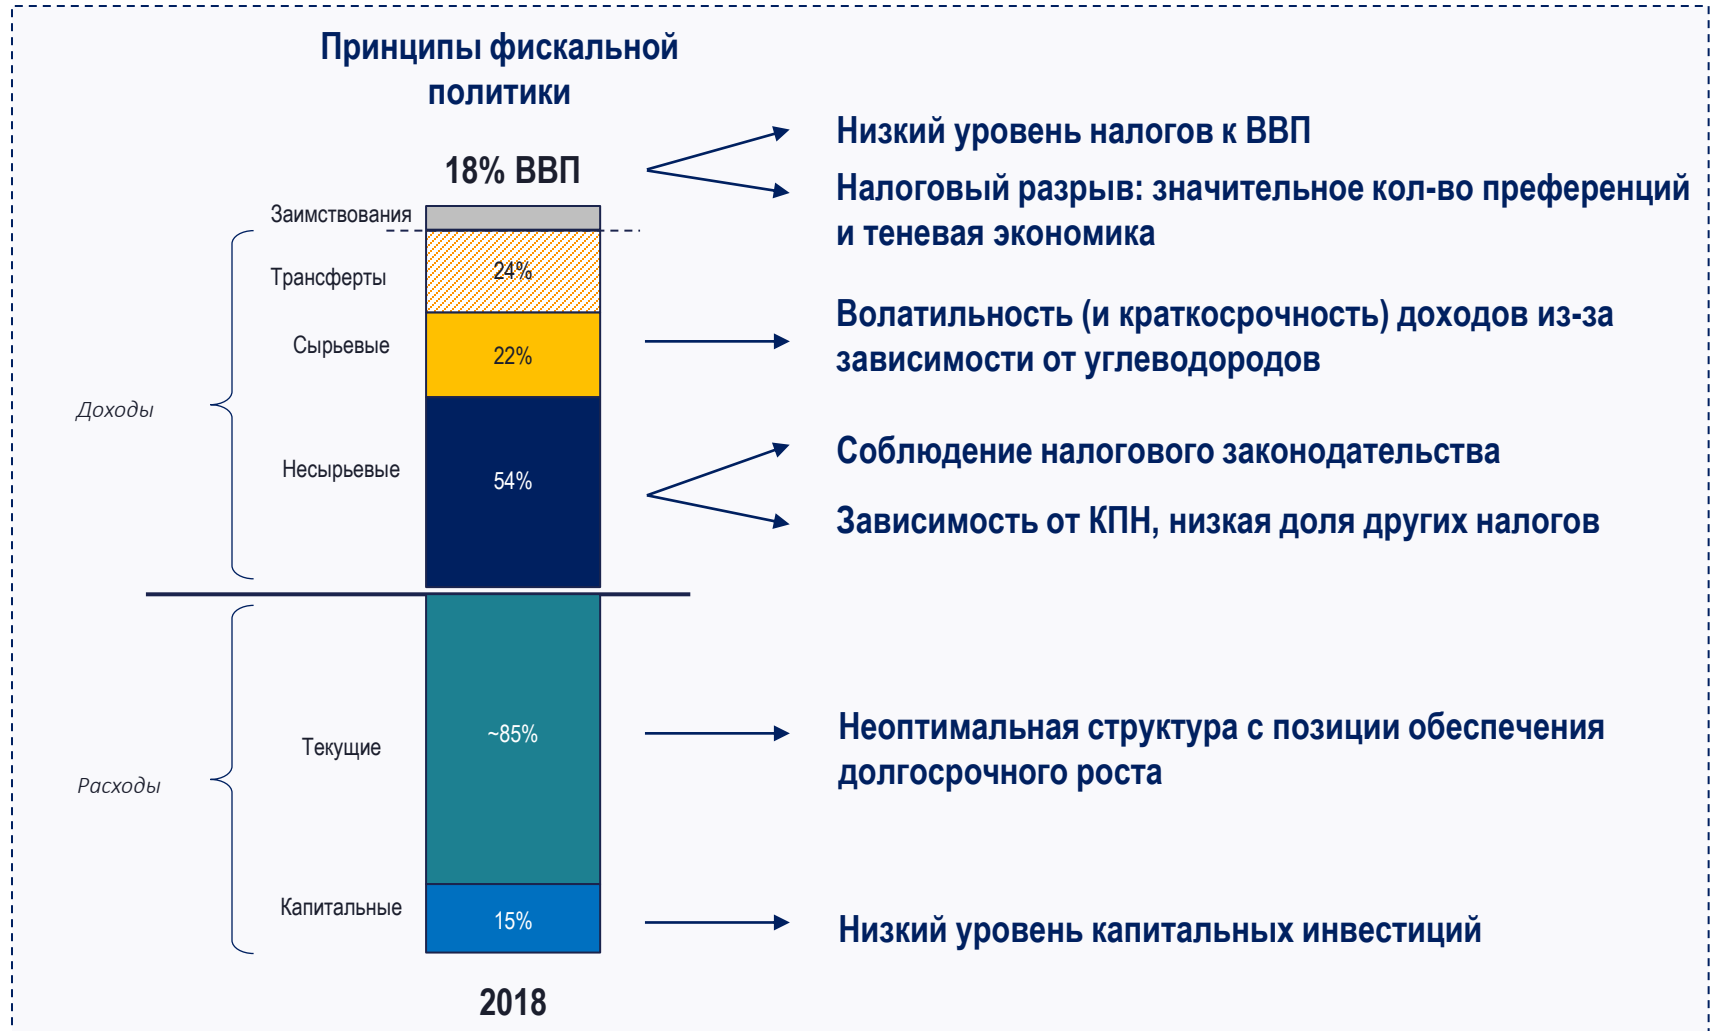 Принципы фискальной
политики
18% ВВП
Низкий уровень налогов к ВВП
Налоговый разрыв: значительное кол-во преференций
и теневая экономика
Заимствования
Трансферты
24%
Сырьевые
22%
Волатильность (и краткосрочность) доходов из-за
зависимости от углеводородов
Доходы
Несырьевые
54%
Соблюдение налогового законодательства
Зависимость от КПН, низкая доля других налогов
Текущие
~85%
Неоптимальная структура с позиции обеспечения
долгосрочного роста
Расходы
Капитальные
15%
Низкий уровень капитальных инвестиций
2018